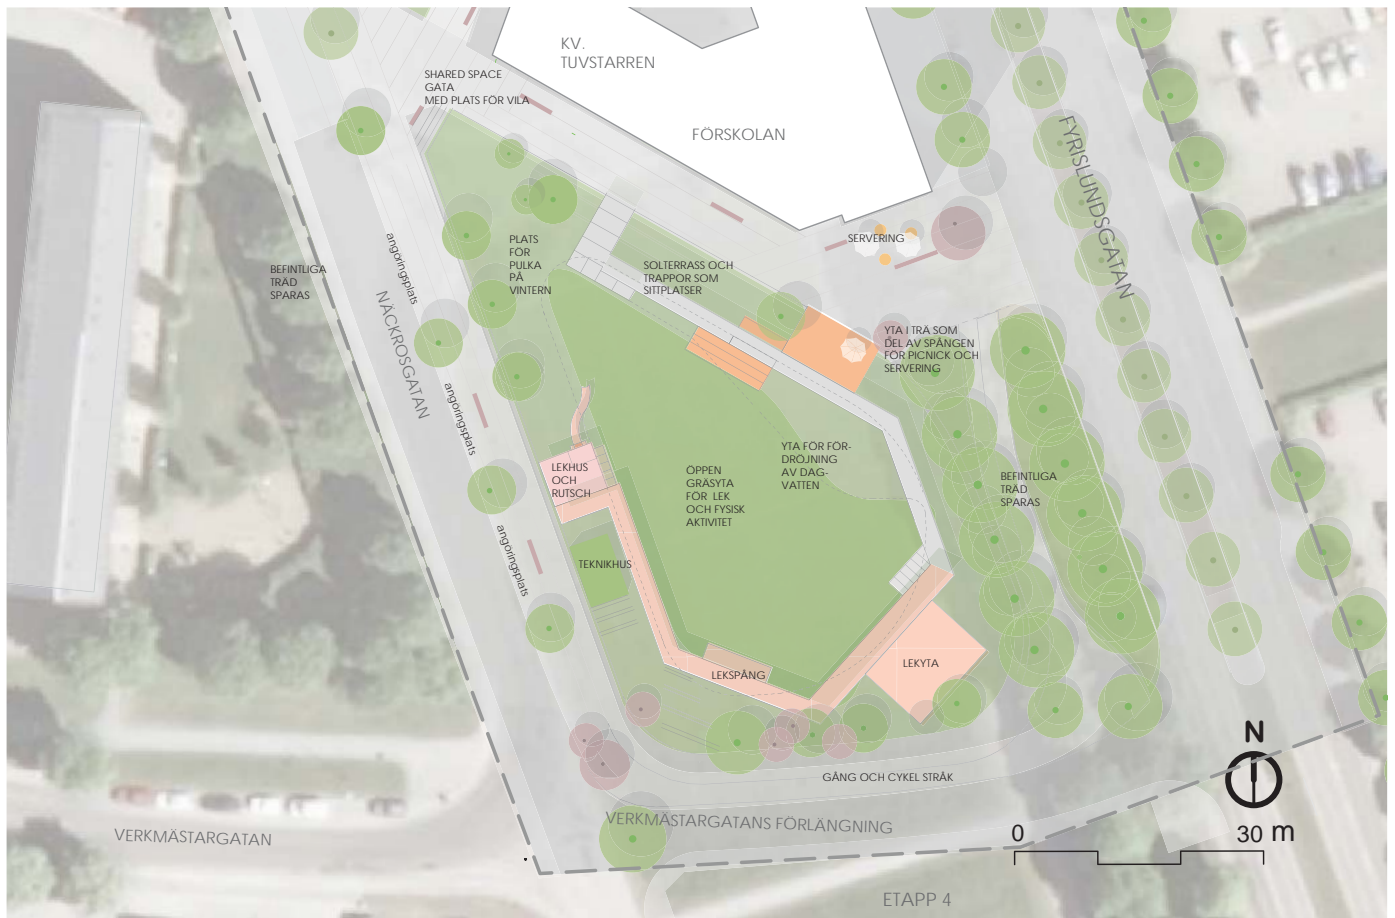 KV.
TUVSTARREN
SHARED SPACE
GATA
MED PLATS FÖR VILA
FÖRSKOLAN
FYRISLUNDSGATAN
PLATS
FÖR
PULKA
PÅ
VINTERN
SERVERING
angöringsplats
BEFINTLIGA
TRÄD
SPARAS
SOLTERRASS OCH
TRAPPOR SOM
SITTPLATSER
NÄCKROSGATAN
YTA I TRÄ SOM
DEL AV SPÅNGEN
FÖR PICNICK OCH
SERVERING
angöringsplats
YTA FÖR FÖR-
DRÖJNING
AV DAG-
VATTEN
LEKHUS
OCH
RUTSCH
ÖPPEN
GRÄSYTA
FÖR LEK
OCH FYSISK
AKTIVITET
BEFINTLIGA
TRÄD
SPARAS
angöringsplats
TEKNIKHUS
LEKYTA
LEKSPÅNG
N
GÅNG OCH CYKEL STRÅK
VERKMÄSTARGATAN
VERKMÄSTARGATANS FÖRLÄNGNING
0
30 m
ETAPP 4